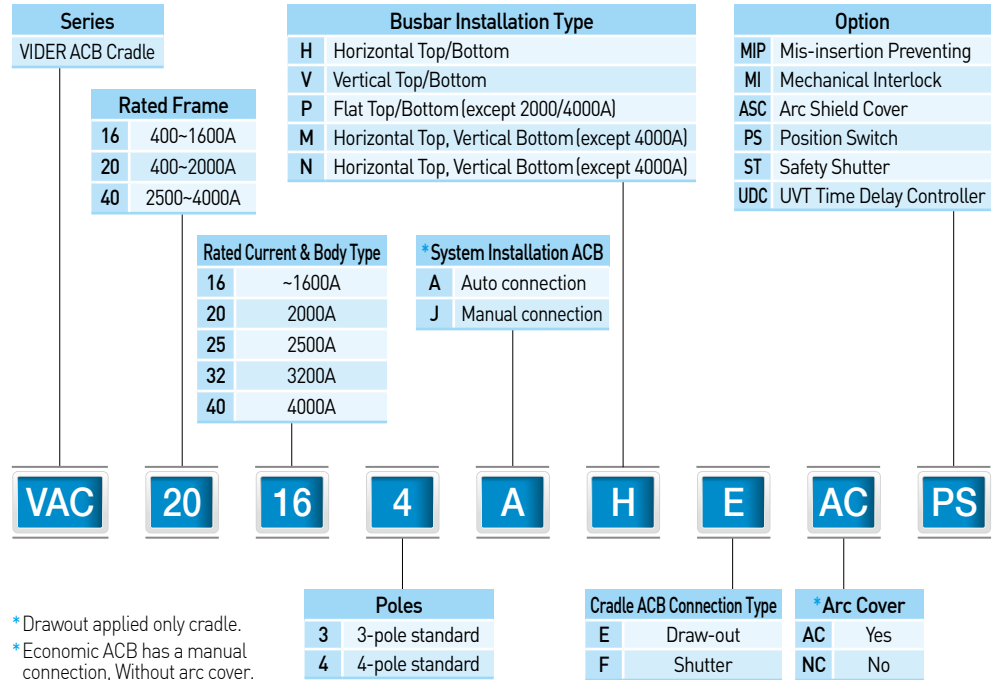 Series
VIDER ACB Cradle
Rated Frame
16 400~1600A
20 400~2000A
40 2500~4000A
Busbar Installation Type
H Horizontal Top/Bottom
V Vertical Top/Bottom
P Flat Top/Bottom(except 2000/4000A)
M Horizontal Top, Vertical Bottom(except 4000A)
N Horizontal Top, Vertical Bottom(except 4000A)
Option
MIP Mis-insertion Preventing
MI Mechanical Interlock
ASC Arc Shield Cover
PS Position Switch
ST Safety Shutter
UDC UVT Time Delay Controller
Rated Current & Body Type
16 ~1600A
20 2000A
25 2500A
32 3200A
40 4000A
*System Installation ACB
A Auto connection
J Manual connection
VAC 20 16 4 A H E AC PS
*Drawout applied only cradle.
*Economic ACB has a manual
connection, Without arc cover.
Poles
3 3-pole standard
4 4-pole standard
Cradle ACB Connection Type
E Draw-out
F Shutter
*Arc Cover
AC Yes
NC No